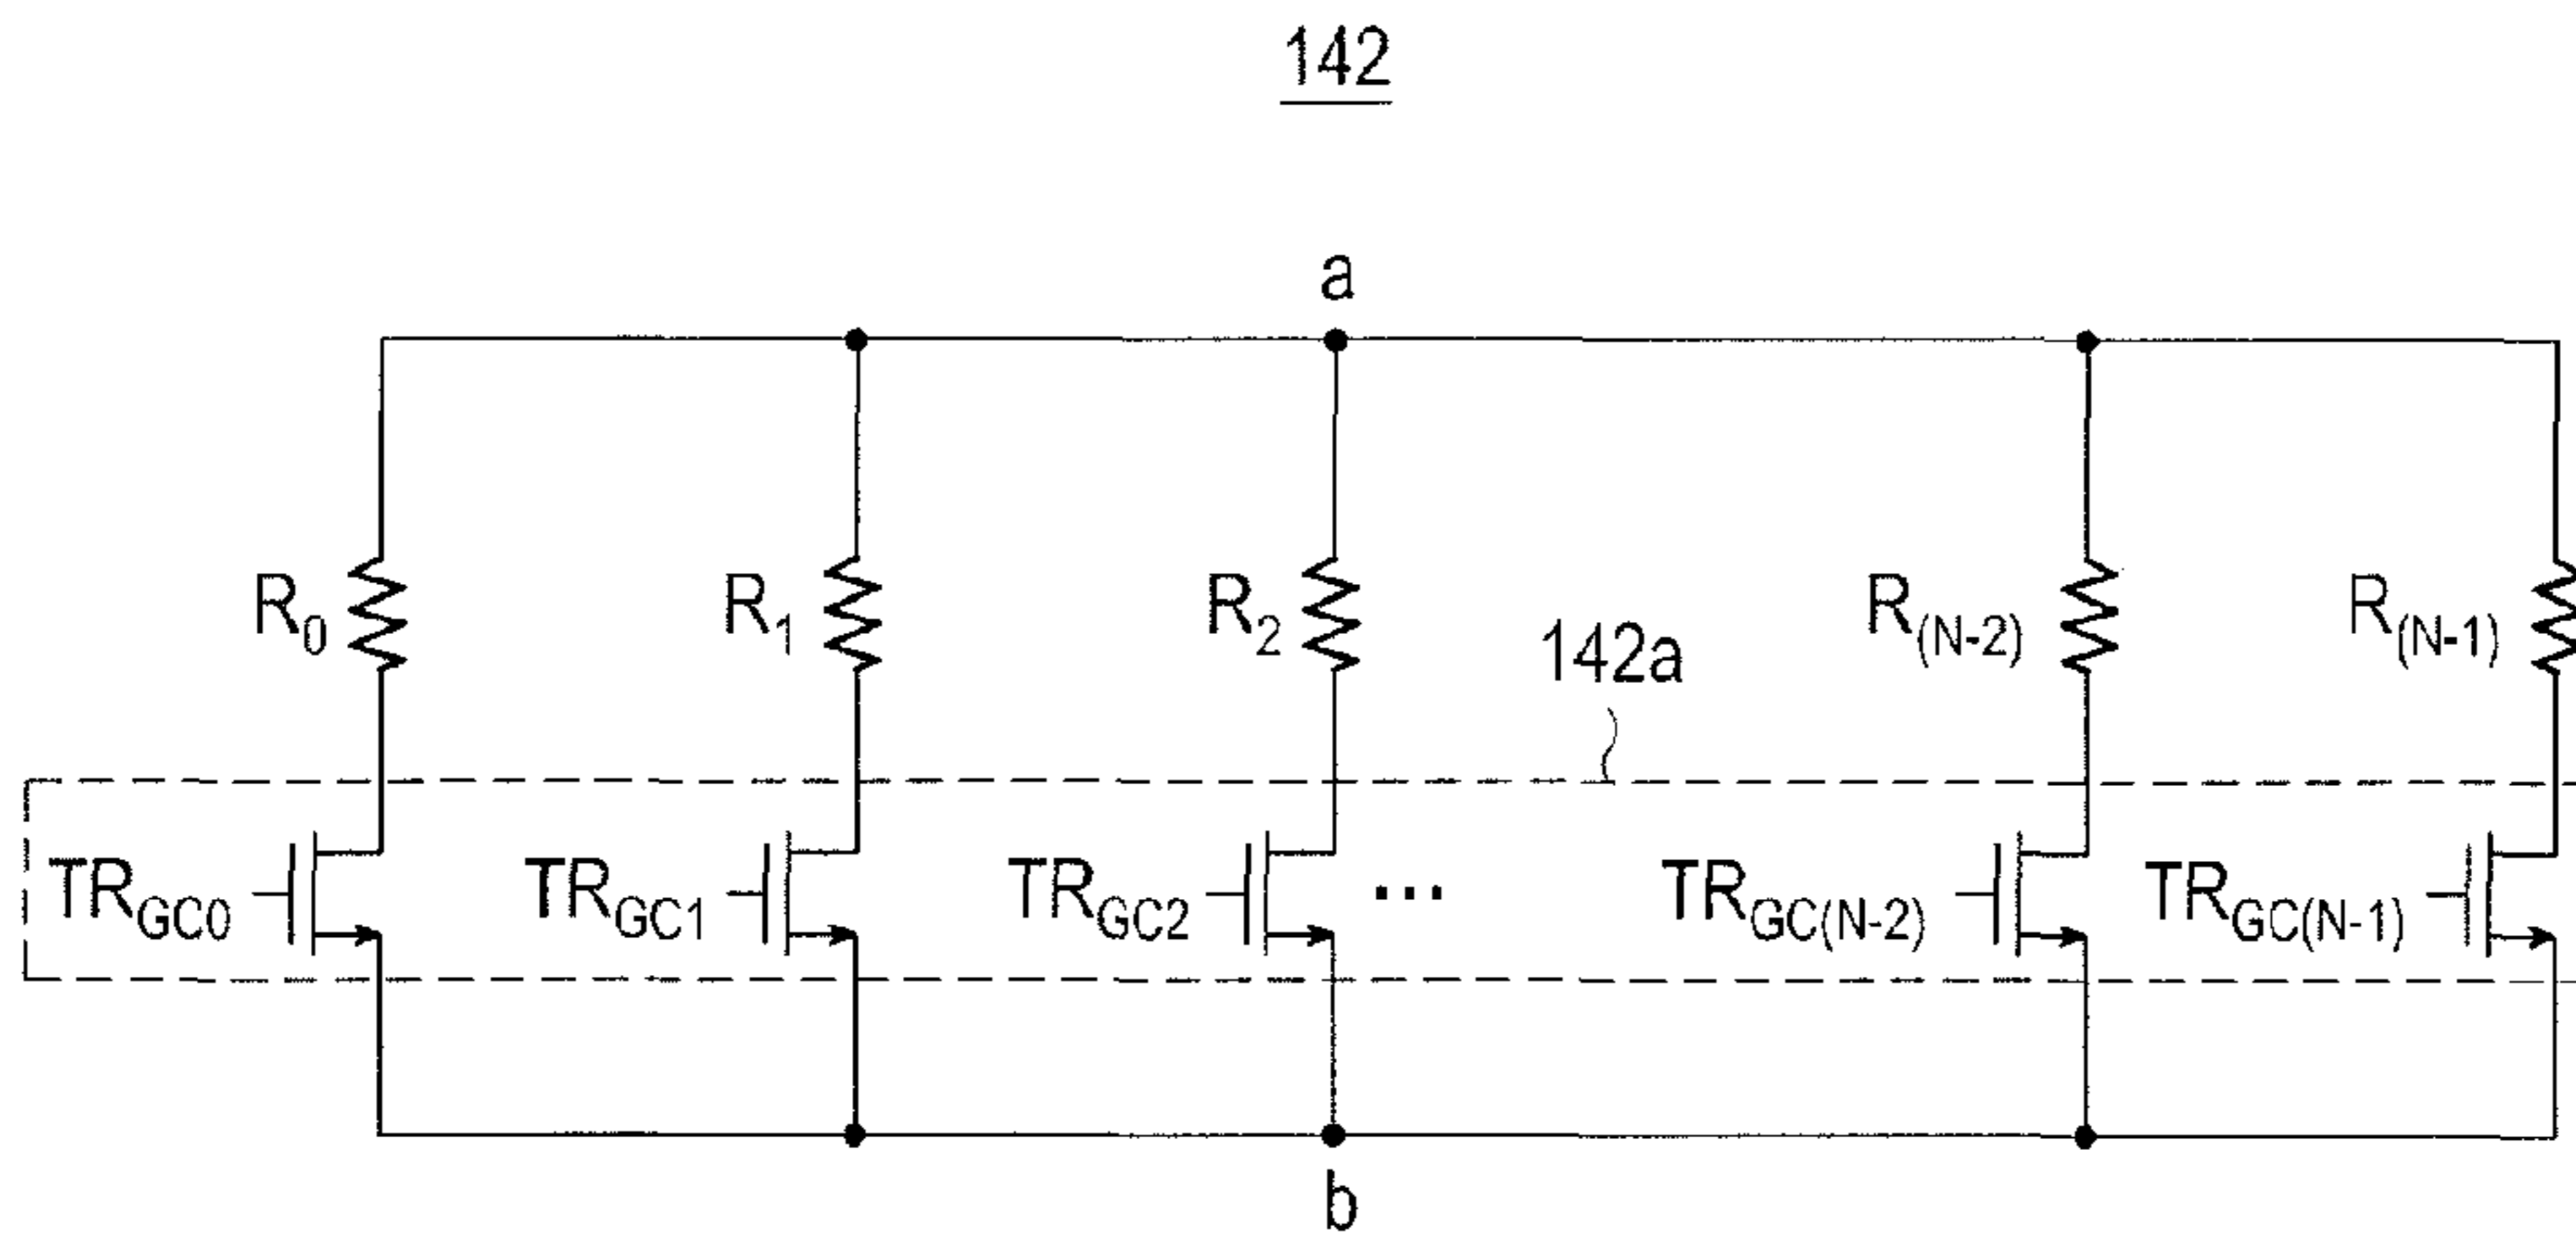 142
a
R0 R1 R2 R(N-2) R(N-1)
142a
TRGC0 TRGC1 TRGC2 ... TRGC(N-2) TRGC(N-1)
b